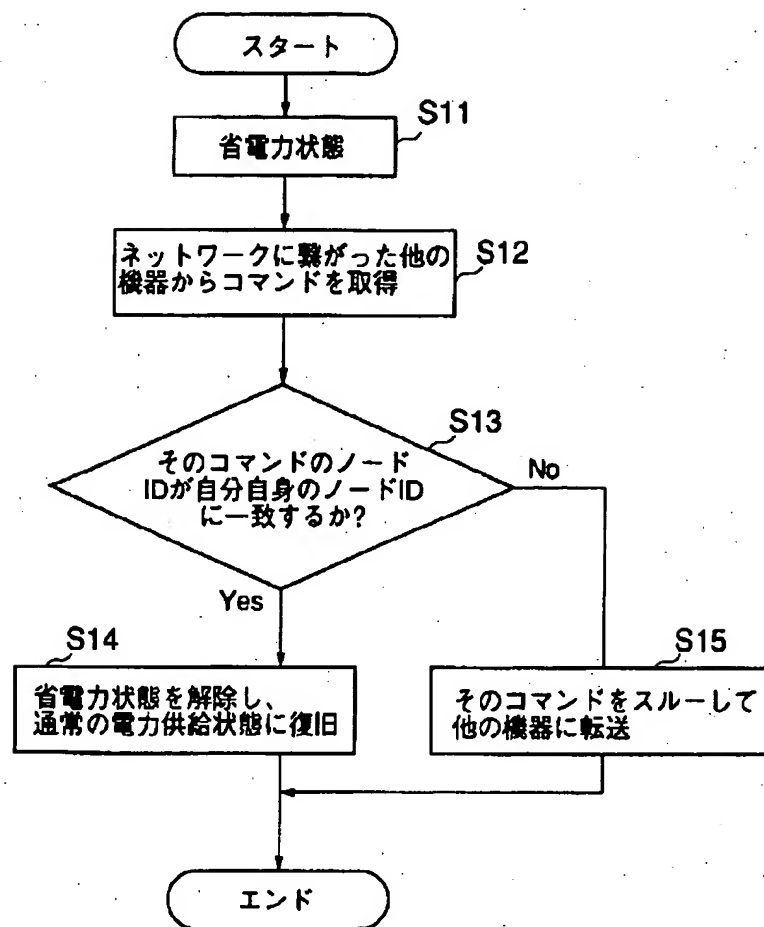 スタート
S11
省電力状態
S12
ネットワークに繋がった他の
機器からコマンドを取得
S13
そのコマンドのノード
IDが自分自身のノードID
に一致するか?
No
Yes
S14
省電力状態を解除し、
通常の電力供給状態に復旧
S15
そのコマンドをスルーして
他の機器に転送
エンド